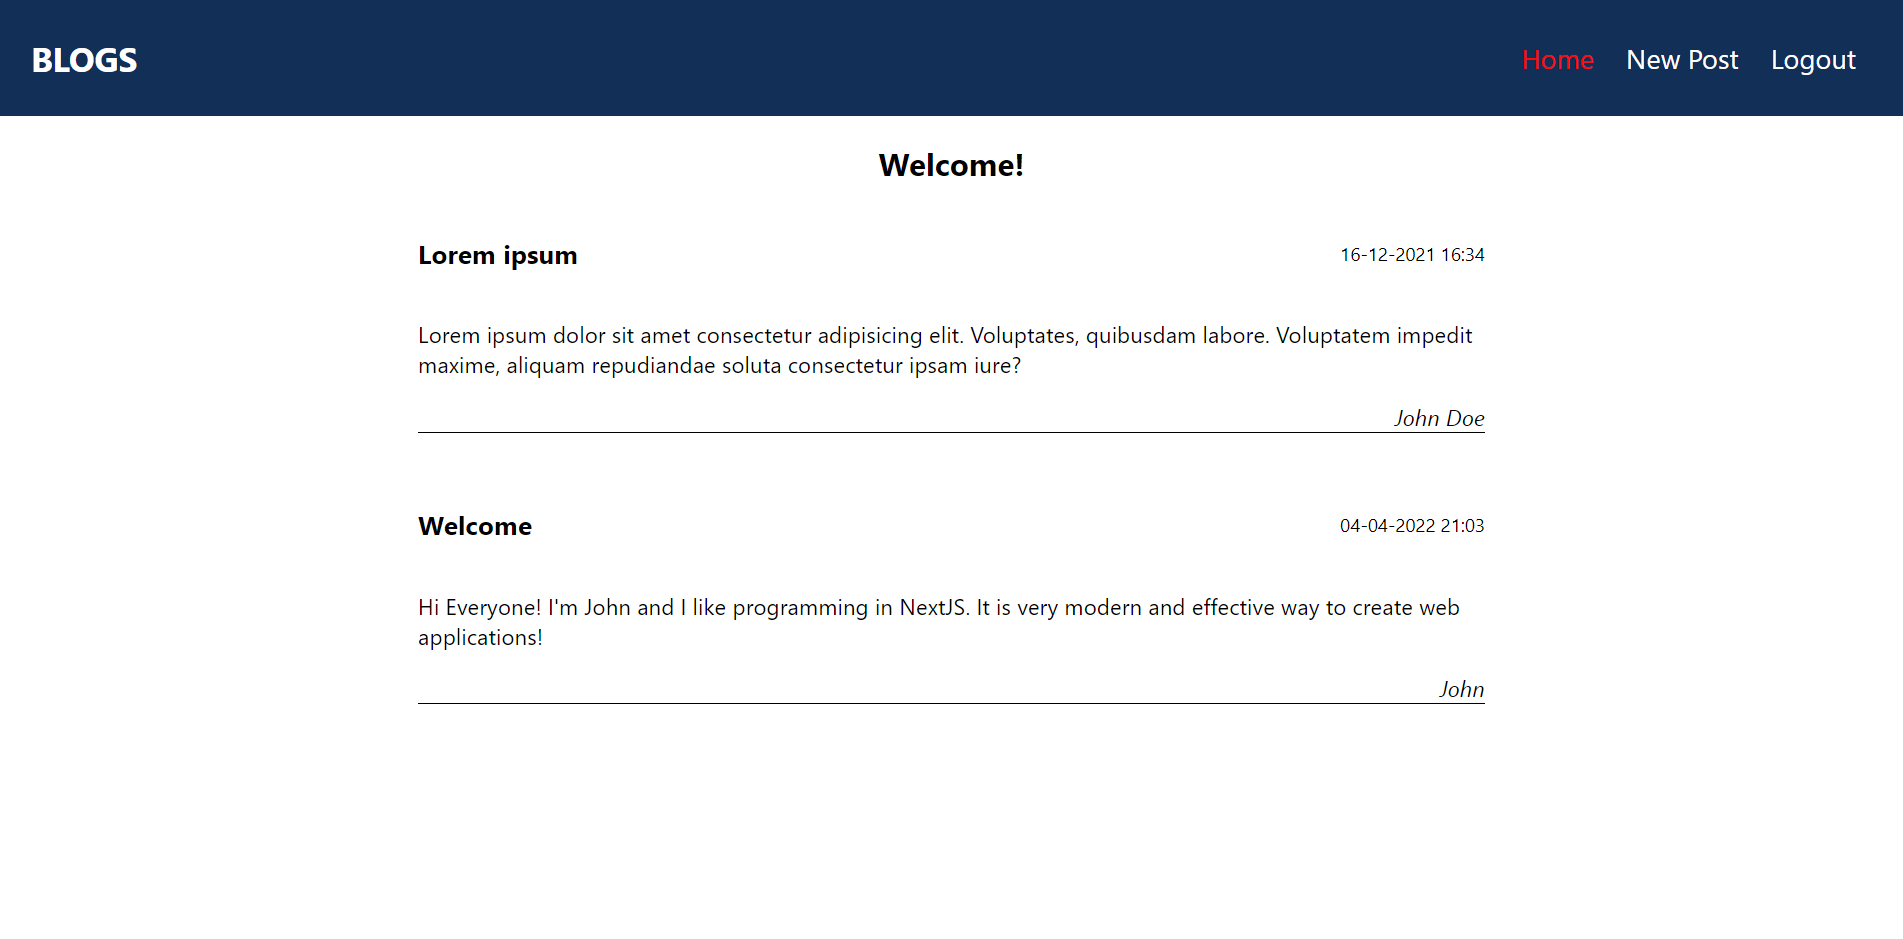 BLOGS
Home New Post Logout
Welcome!
Lorem ipsum 16-12-2021 16:34
Lorem ipsum dolor sit amet consectetur adipisicing elit. Voluptates, quibusdam labore. Voluptatem impedit
maxime, aliquam repudiandae soluta consectetur ipsam iure?
John Doe
Welcome 04-04-2022 21:03
Hi Everyone! I'm John and I like programming in NextJS. It is very modern and effective way to create web
applications!
John